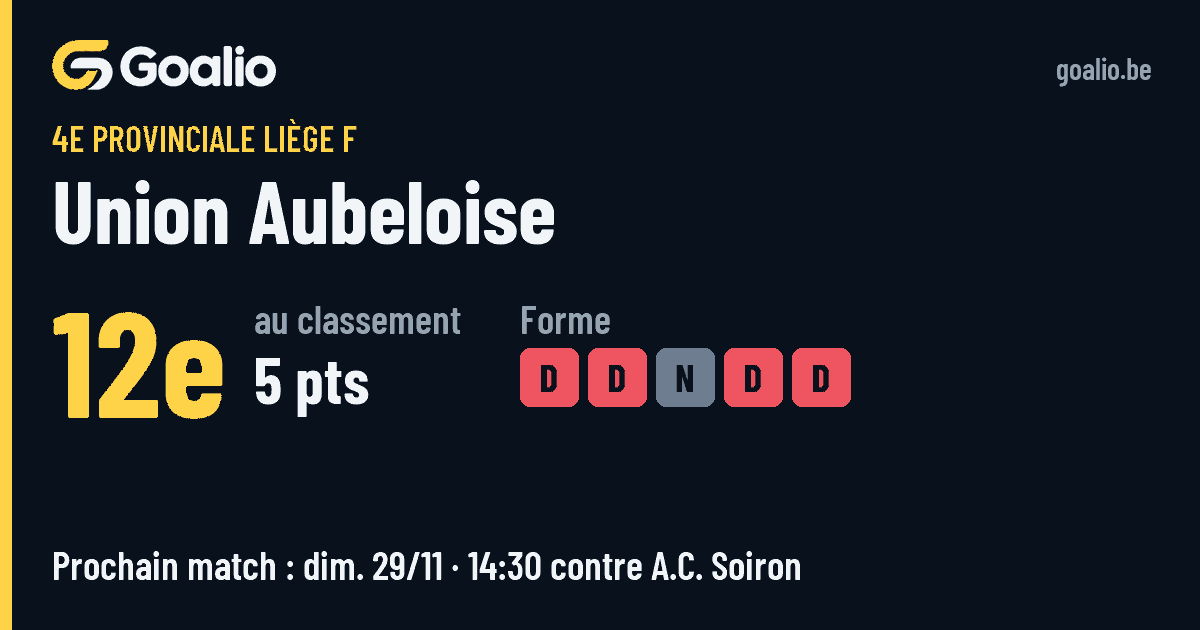 Goalio
goalio.be
4E PROVINCIALE LIÈGE F
Union Aubeloise
12e
au classement
5 pts
Forme
D D N D D
Prochain match : dim. 29/11 · 14:30 contre A.C. Soiron